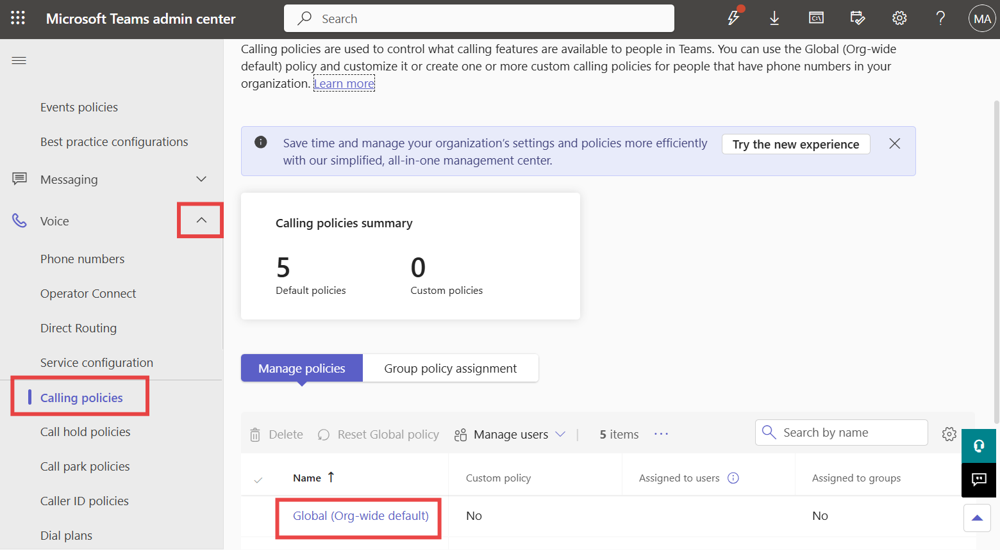 Microsoft Teams admin center
Search
C:\
?
MA
Calling policies are used to control what calling features are available to people in Teams. You can use the Global (Org-wide
default) policy and customize it or create one or more custom calling policies for people that have phone numbers in your
organization. Learn more
Events policies
Best practice configurations
Messaging
Voice
Phone numbers
Operator Connect
Direct Routing
Service configuration
Calling policies
Call hold policies
Call park policies
Caller ID policies
Dial plans
Save time and manage your organization's settings and policies more efficiently
with our simplified, all-in-one management center.
Try the new experience
Calling policies summary
5
Default policies
0
Custom policies
Manage policies
Group policy assignment
Delete
Reset Global policy
Manage users
5 items
Search by name
Name ↑
Custom policy
Assigned to users
Assigned to groups
Global (Org-wide default)
No
No